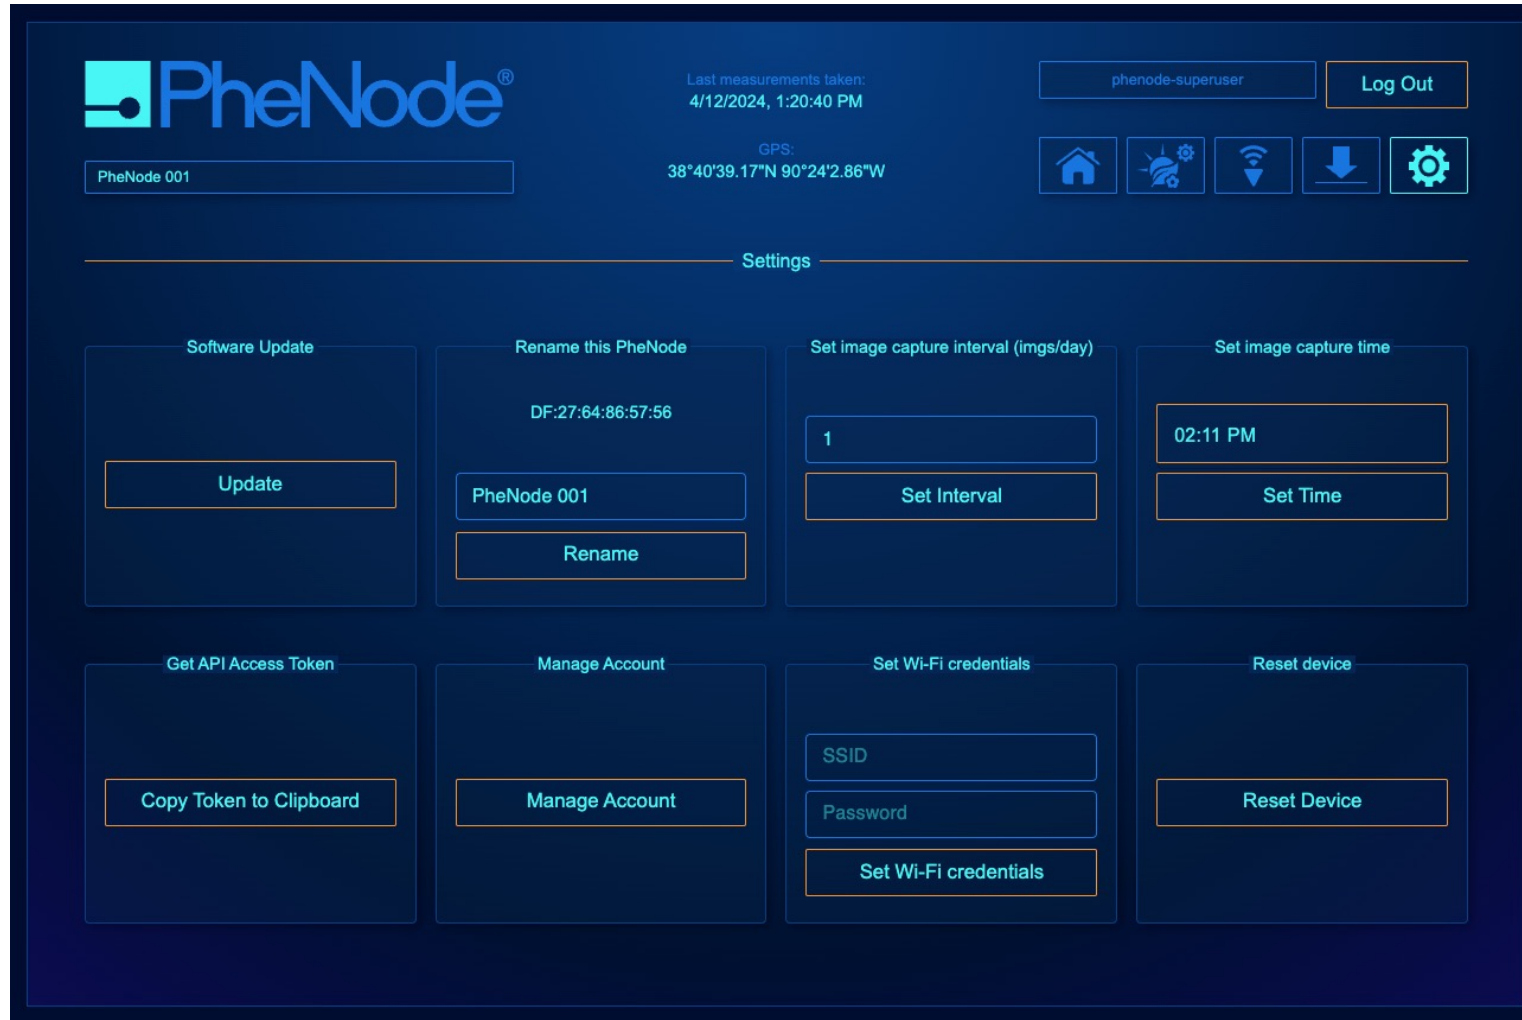 PheNode®
Last measurements taken:
4/12/2024, 1:20:40 PM
phenode-superuser
Log Out
GPS:
38°40'39.17"N 90°24'2.86"W
PheNode 001
Settings
Software Update
Update
Rename this PheNode
DF:27:64:86:57:56
PheNode 001
Rename
Set image capture interval (imgs/day)
1
Set Interval
Set image capture time
02:11 PM
Set Time
Get API Access Token
Copy Token to Clipboard
Manage Account
Manage Account
Set Wi-Fi credentials
SSID
Password
Set Wi-Fi credentials
Reset device
Reset Device